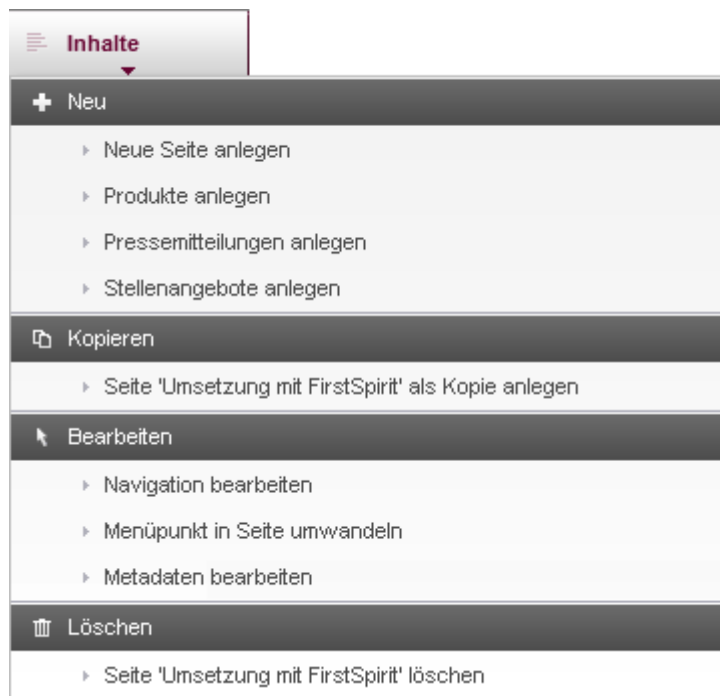 Inhalte
Neu
Neue Seite anlegen
Produkte anlegen
Pressemitteilungen anlegen
Stellenangebote anlegen
Kopieren
Seite 'Umsetzung mit FirstSpirit' als Kopie anlegen
Bearbeiten
Navigation bearbeiten
Menüpunkt in Seite umwandeln
Metadaten bearbeiten
Löschen
Seite 'Umsetzung mit FirstSpirit' löschen